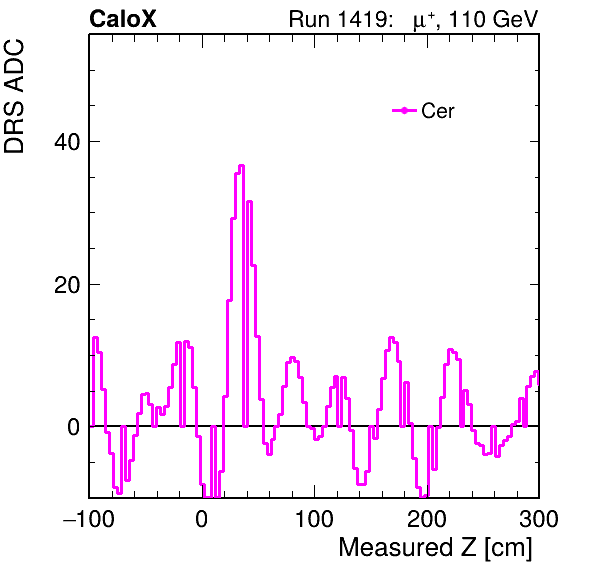 CaloX Run 1419: μ⁺, 110 GeV
DRS ADC
Cer
40
20
0
−100 0 100 200 300
Measured Z [cm]